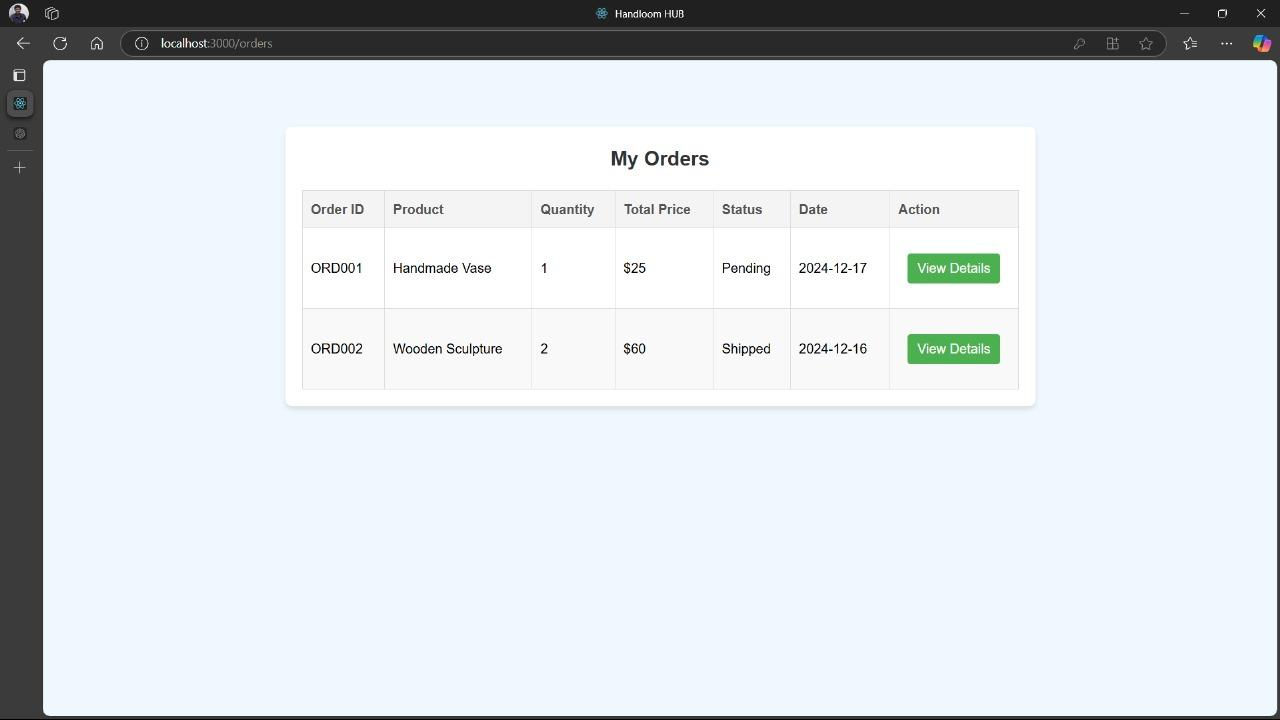 Handloom HUB
localhost:3000/orders
My Orders
Order ID Product Quantity Total Price Status Date Action
ORD001 Handmade Vase 1 $25 Pending 2024-12-17 View Details
ORD002 Wooden Sculpture 2 $60 Shipped 2024-12-16 View Details